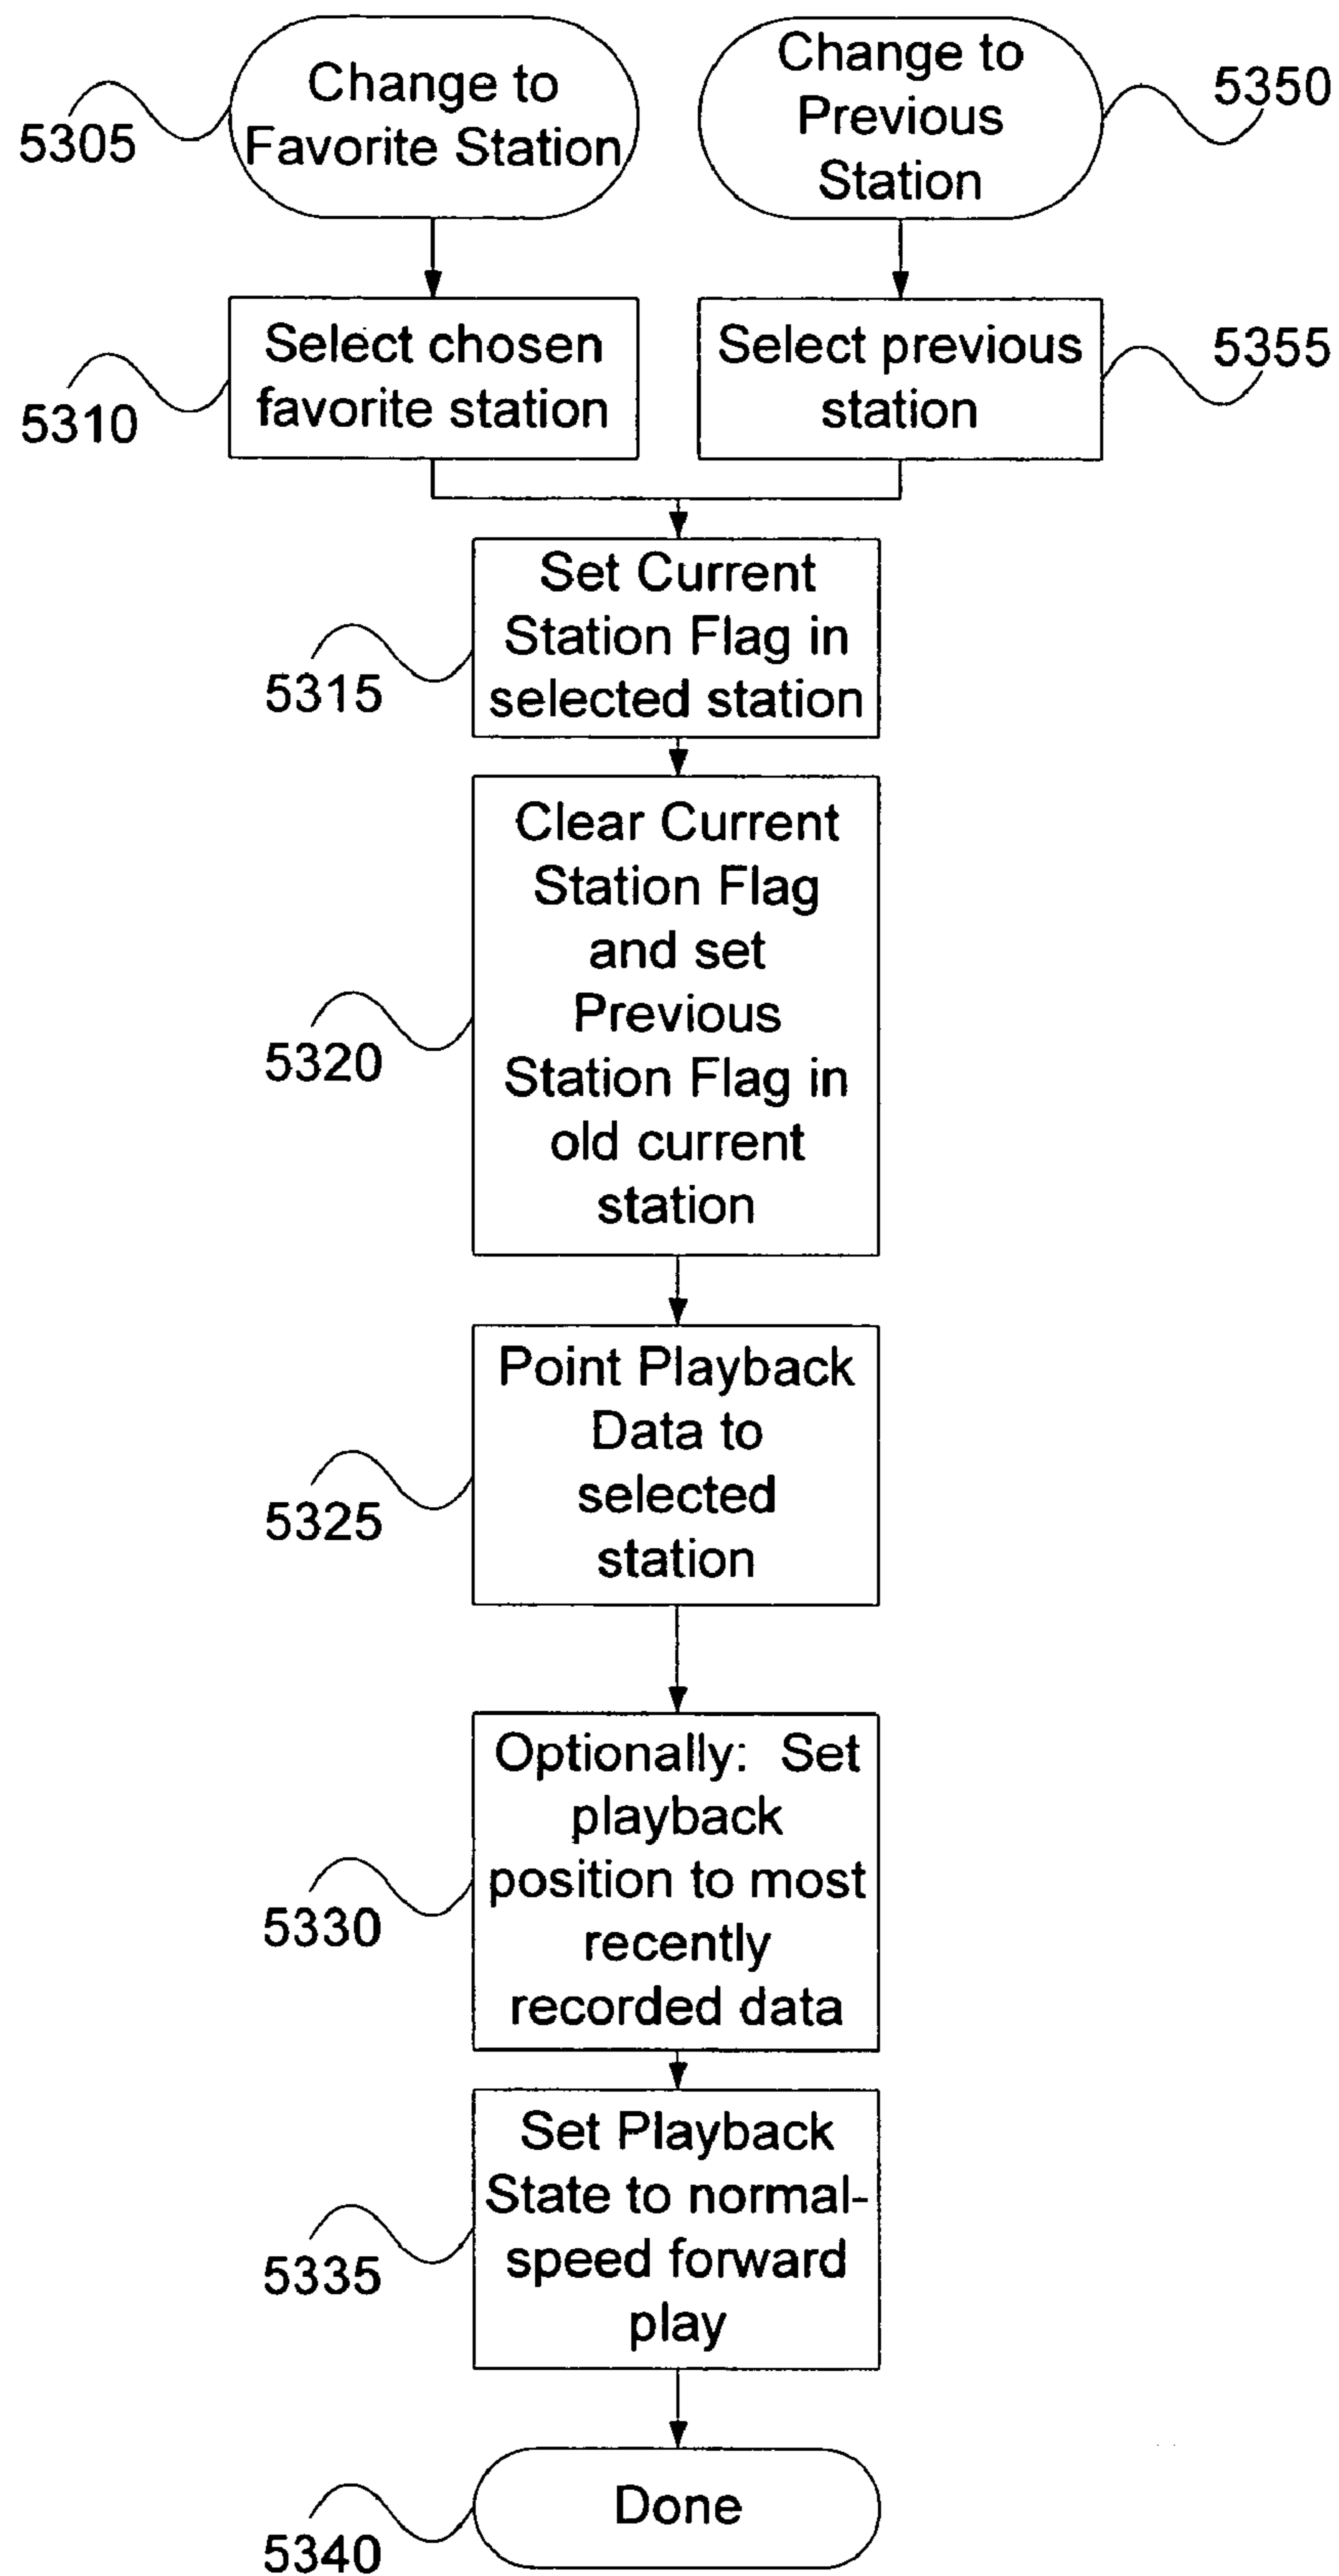 Change to
Favorite Station
5305
Change to
Previous
Station
5350
Select chosen
favorite station
5310
Select previous
station
5355
Set Current
Station Flag in
selected station
5315
Clear Current
Station Flag
and set
Previous
Station Flag in
old current
station
5320
Point Playback
Data to
selected
station
5325
Optionally: Set
playback
position to most
recently
recorded data
5330
Set Playback
State to normal-
speed forward
play
5335
Done
5340